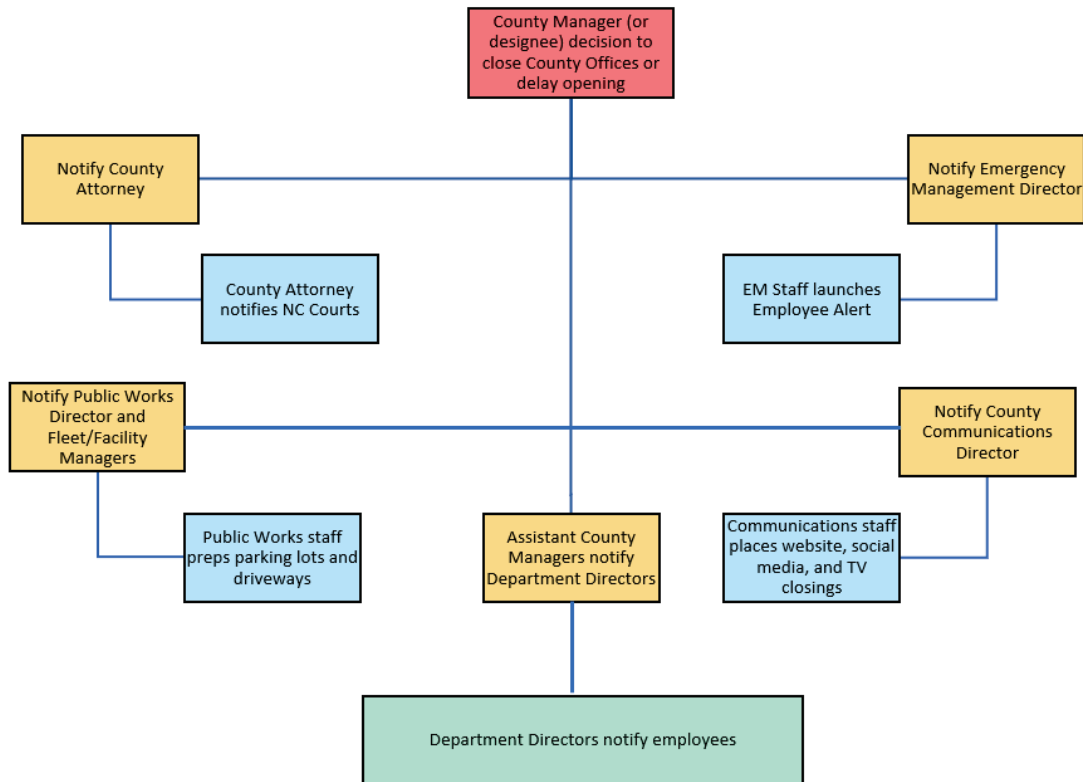 County Manager (or
designee) decision to
close County Offices or
delay opening
Notify County
Attorney
Notify Emergency
Management Director
County Attorney
notifies NC Courts
EM Staff launches
Employee Alert
Notify Public Works
Director and
Fleet/Facility
Managers
Notify County
Communications
Director
Public Works staff
preps parking lots and
driveways
Assistant County
Managers notify
Department Directors
Communications staff
places website, social
media, and TV
closings
Department Directors notify employees